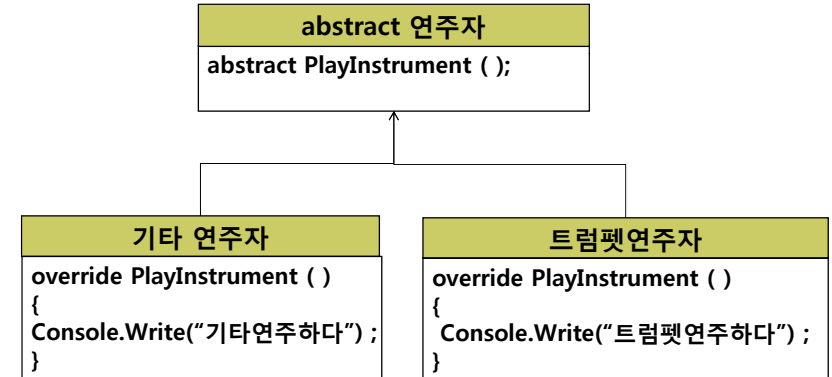 abstract 연주자
abstract PlayInstrument ( );
기타 연주자
override PlayInstrument ( )
{
Console.Write(“기타연주하다”) ;
}
트럼펫연주자
override PlayInstrument ( )
{
Console.Write(“트럼펫연주하다”) ;
}